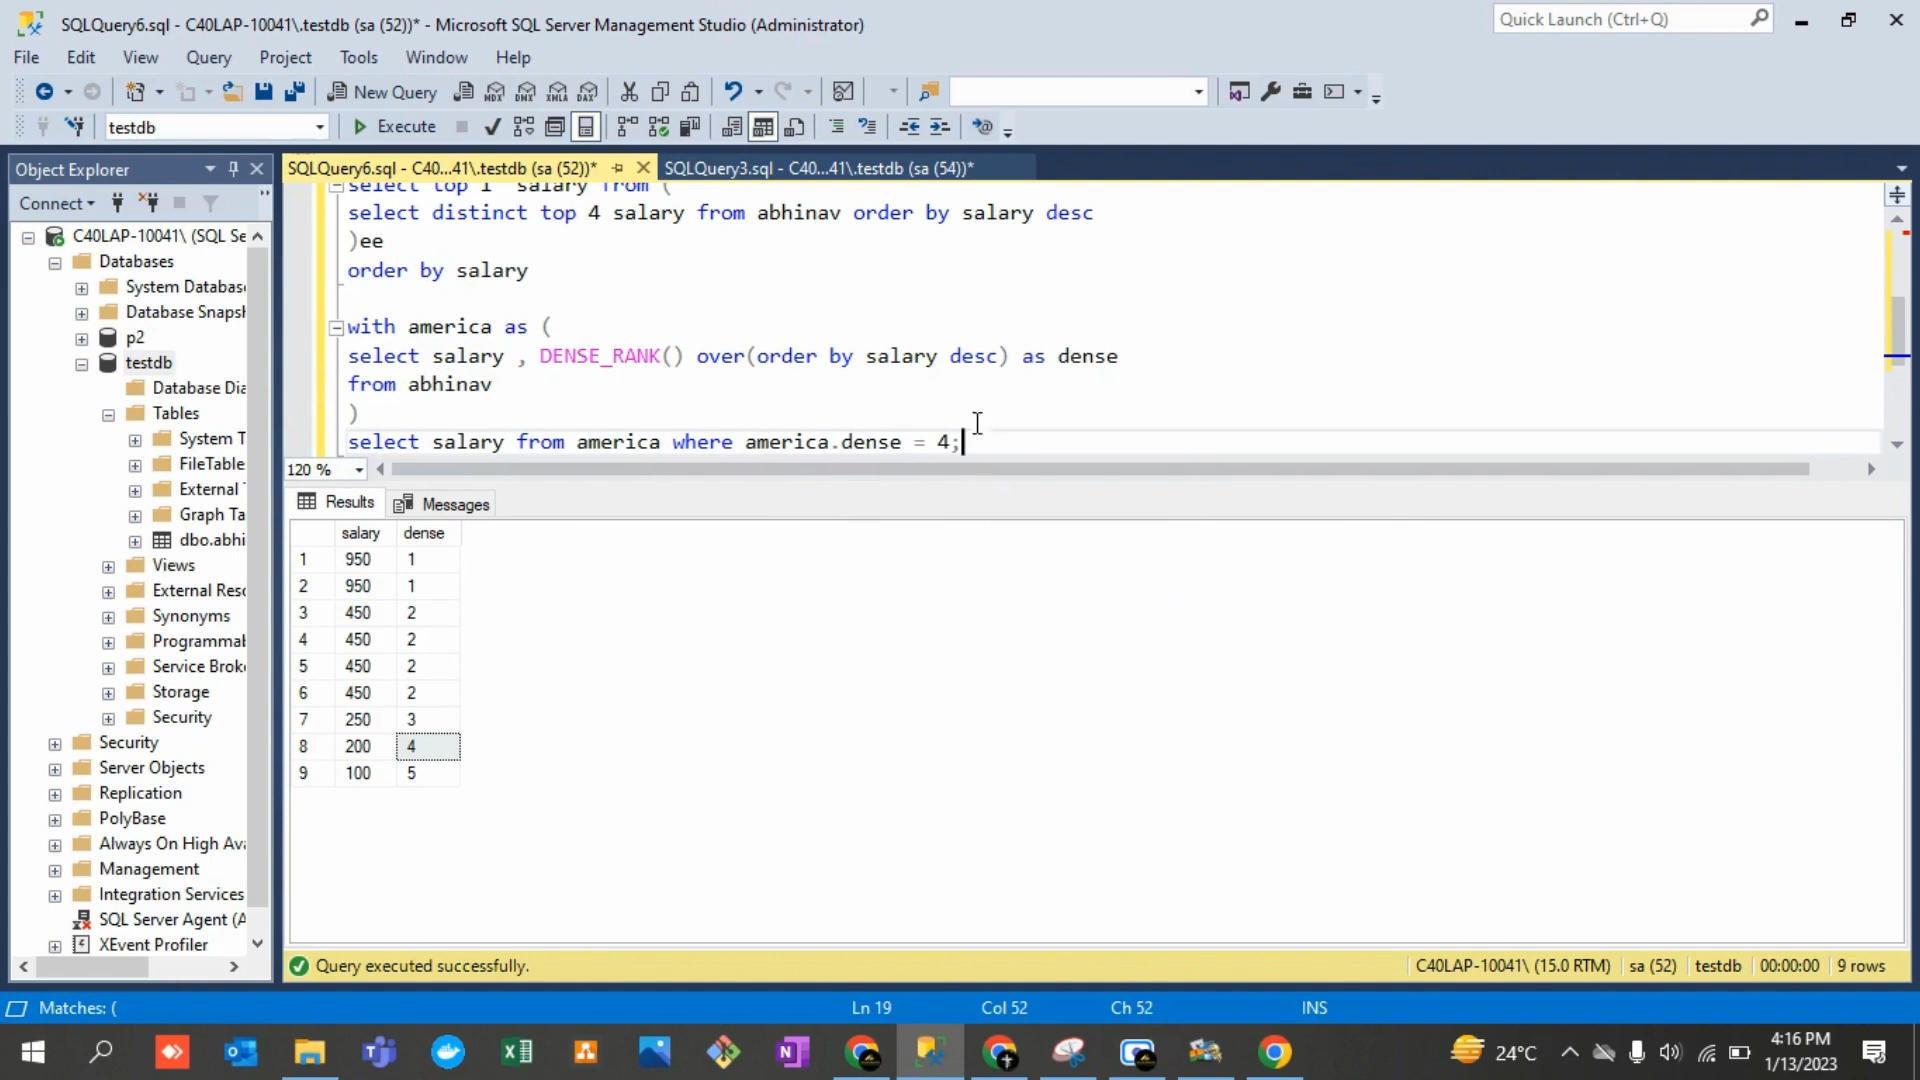 SQLQuery6.sql - C40LAP-10041\.testdb (sa (52))* - Microsoft SQL Server Management Studio (Administrator)
Quick Launch (Ctrl+Q)
File Edit View Query Project Tools Window Help
New Query
testdb
Execute
Object Explorer
SQLQuery6.sql - C40...41\.testdb (sa (52))*
SQLQuery3.sql - C40...41\.testdb (sa (54))*
Connect
C40LAP-10041\ (SQL Se
Databases
System Database
Database Snapsh
p2
testdb
Database Dia
Tables
System T
FileTable
External T
Graph Ta
dbo.abhi
Views
External Reso
Synonyms
Programmab
Service Broke
Storage
Security
Security
Server Objects
Replication
PolyBase
Always On High Ava
Management
Integration Services
SQL Server Agent (A
XEvent Profiler
select top 1 salary from (
select distinct top 4 salary from abhinav order by salary desc
)ee
order by salary
with america as (
select salary , DENSE_RANK() over(order by salary desc) as dense
from abhinav
)
select salary from america where america.dense = 4;
120 %
Results Messages
salary dense
1 950 1
2 950 1
3 450 2
4 450 2
5 450 2
6 450 2
7 250 3
8 200 4
9 100 5
Query executed successfully.
C40LAP-10041\ (15.0 RTM) sa (52) testdb 00:00:00 9 rows
Matches: (
Ln 19 Col 52 Ch 52 INS
24°C
4:16 PM
1/13/2023